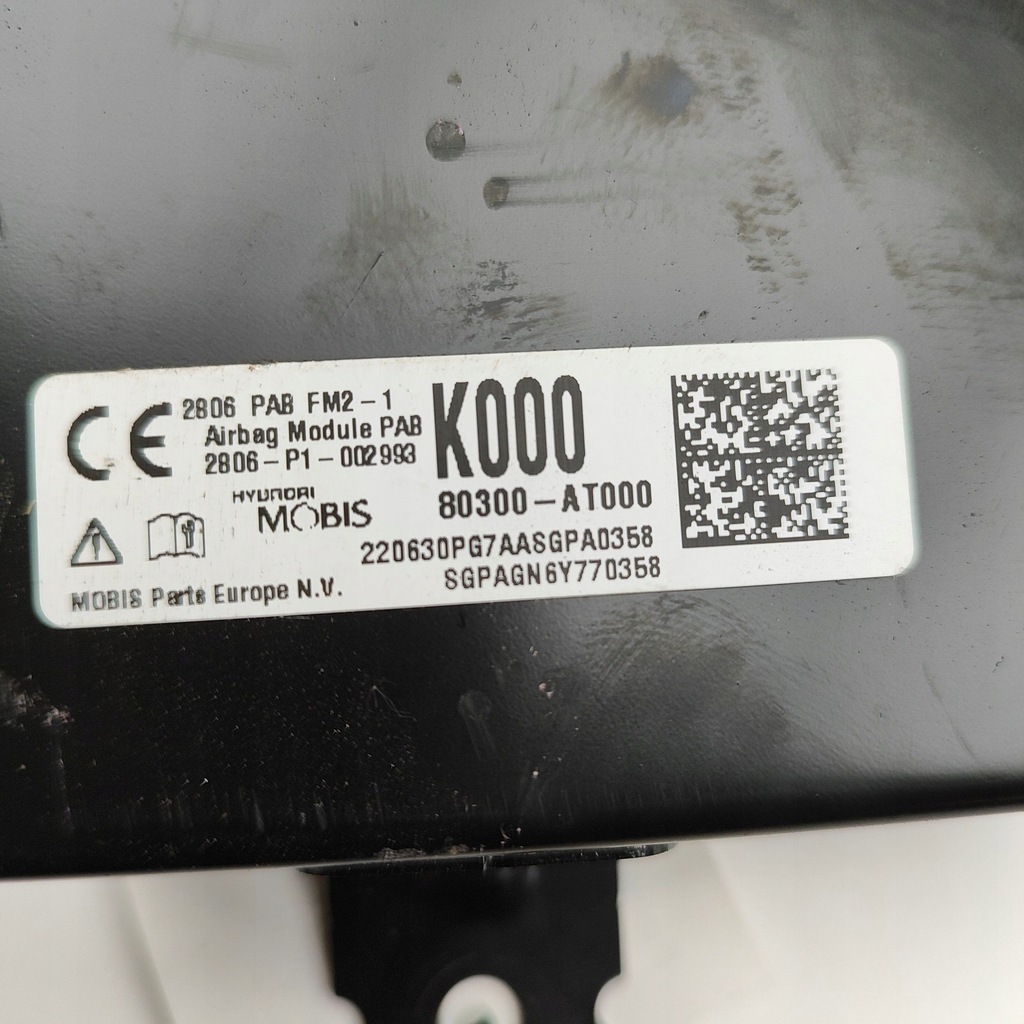 CE
2806 PAB FM2-1
Airbag Module PAB
2806-P1-002993
K000
HYUNDAI
MOBIS
80300-AT000
220630PG7AASGPA0358
SGPAGN6Y770358
MOBIS Parts Europe N.V.